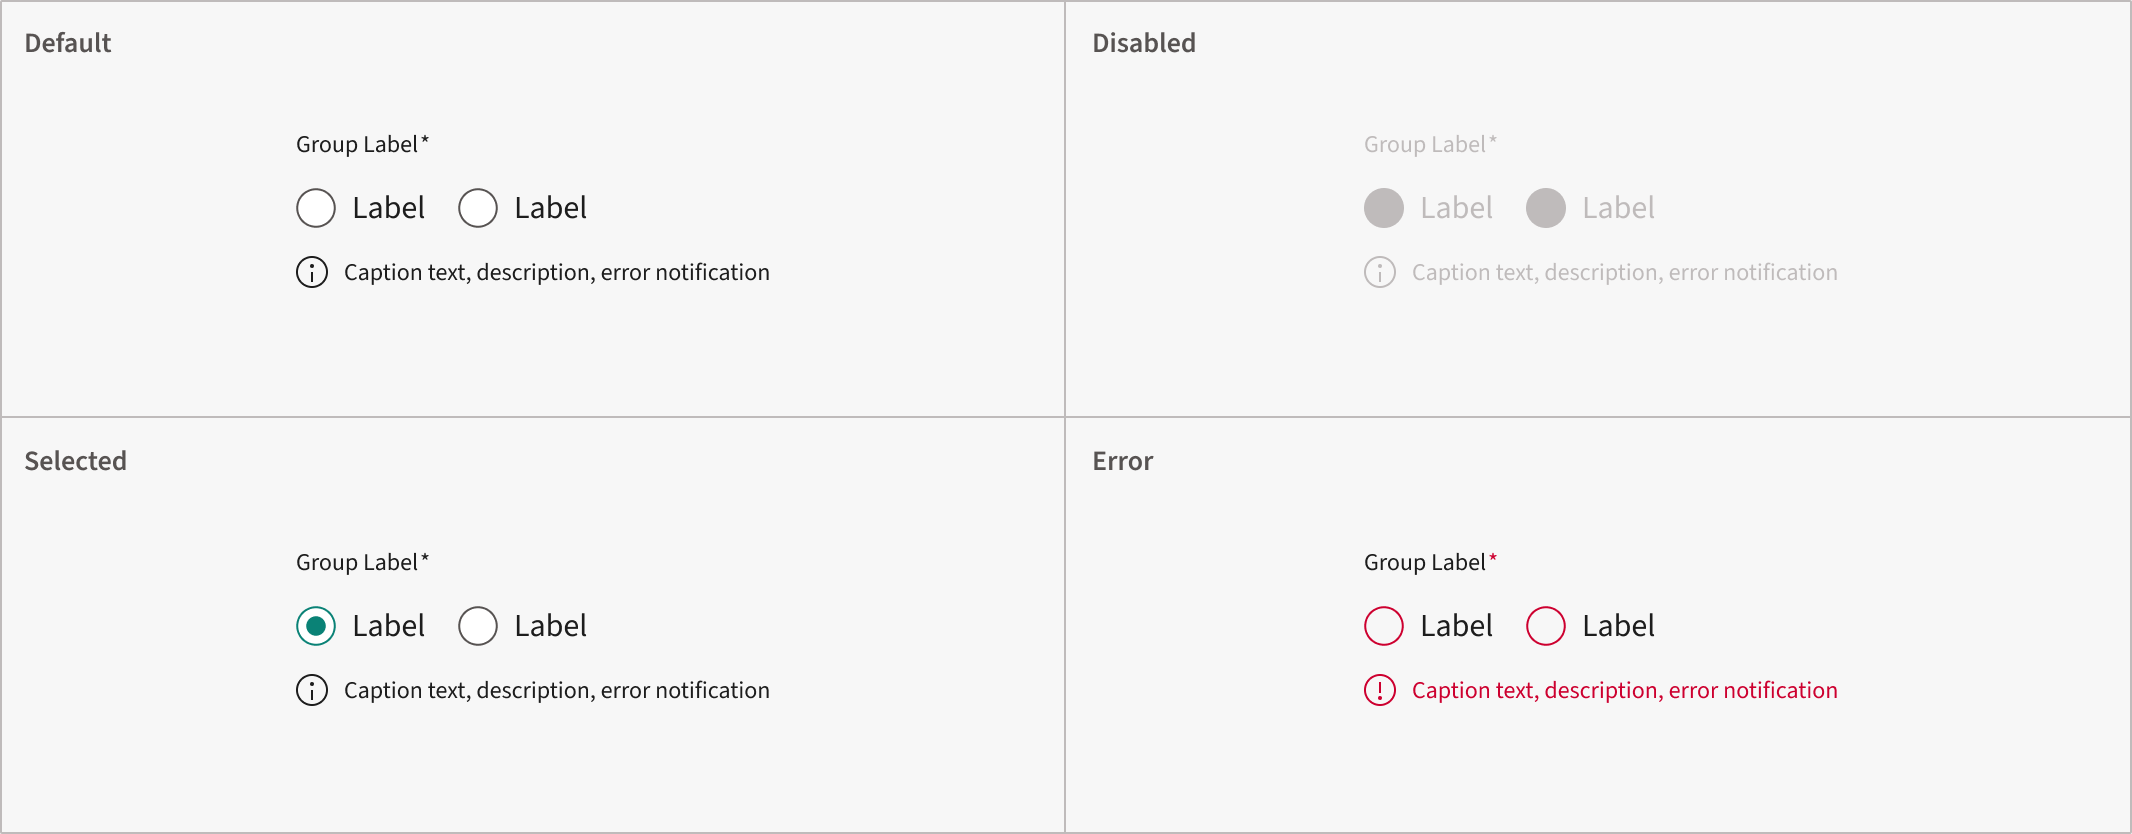 Default
Group Label*
Label Label
Caption text, description, error notification
Disabled
Group Label*
Label Label
Caption text, description, error notification
Selected
Group Label*
Label Label
Caption text, description, error notification
Error
Group Label*
Label Label
Caption text, description, error notification